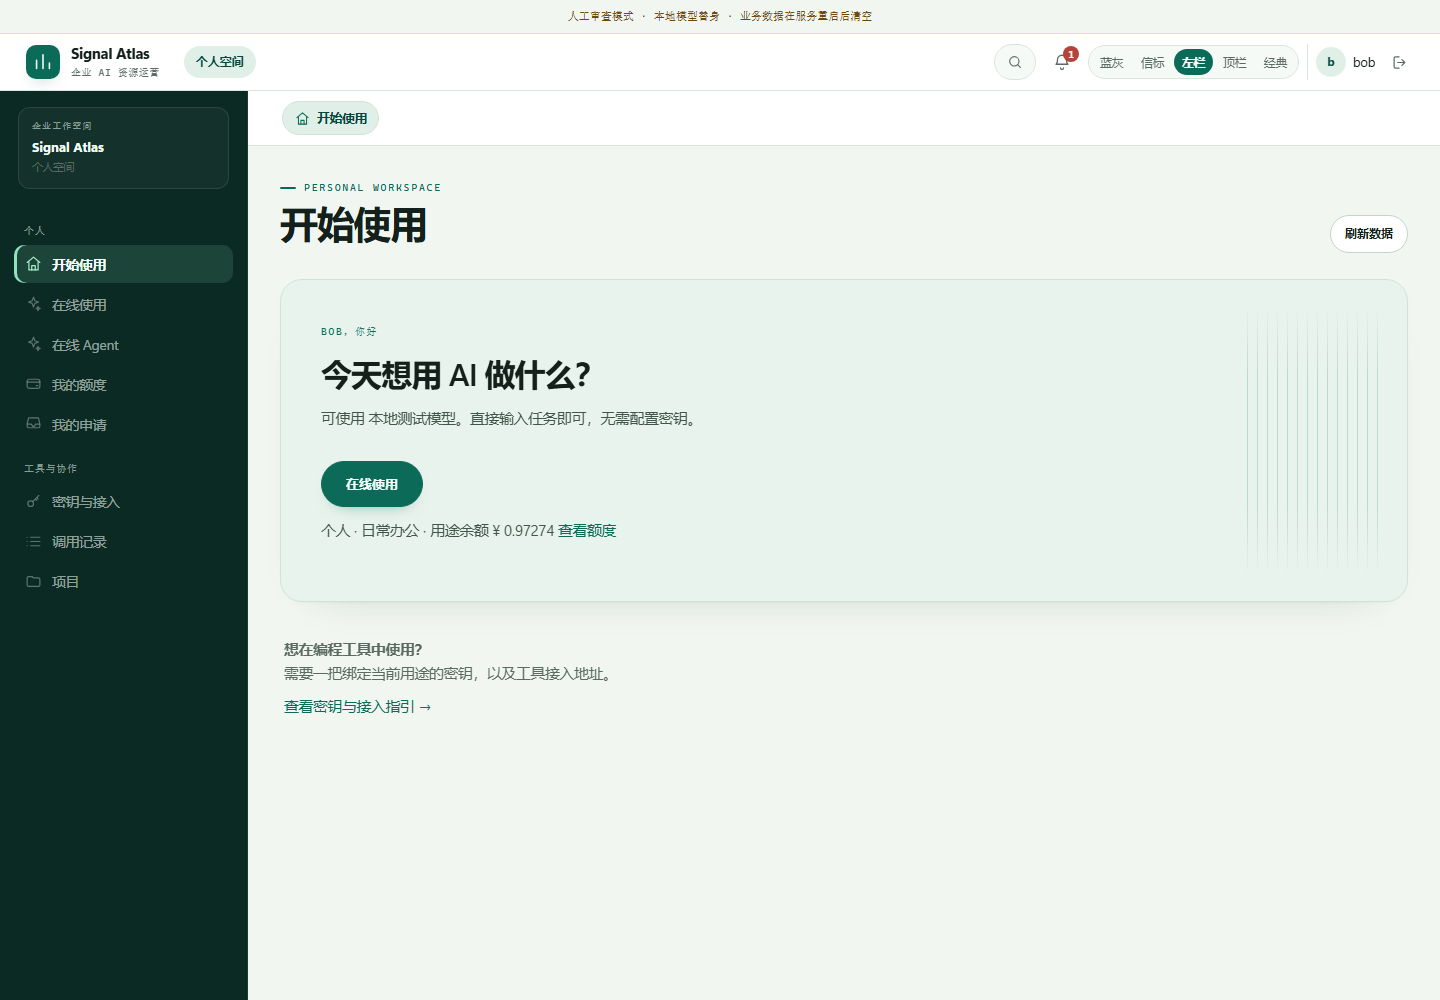 人工审查模式 · 本地模型替身 · 业务数据在服务重启后清空
Signal Atlas
企业 AI 资源运营
个人空间
1
蓝灰
信标
左栏
顶栏
经典
b
bob
企业工作空间
Signal Atlas
个人空间
个人
开始使用
在线使用
在线 Agent
我的额度
我的申请
工具与协作
密钥与接入
调用记录
项目
开始使用
PERSONAL WORKSPACE
开始使用
刷新数据
BOB，你好
今天想用 AI 做什么？
可使用 本地测试模型。直接输入任务即可，无需配置密钥。
在线使用
个人 · 日常办公 · 用途余额 ¥ 0.97274 查看额度
想在编程工具中使用？
需要一把绑定当前用途的密钥，以及工具接入地址。
查看密钥与接入指引 →